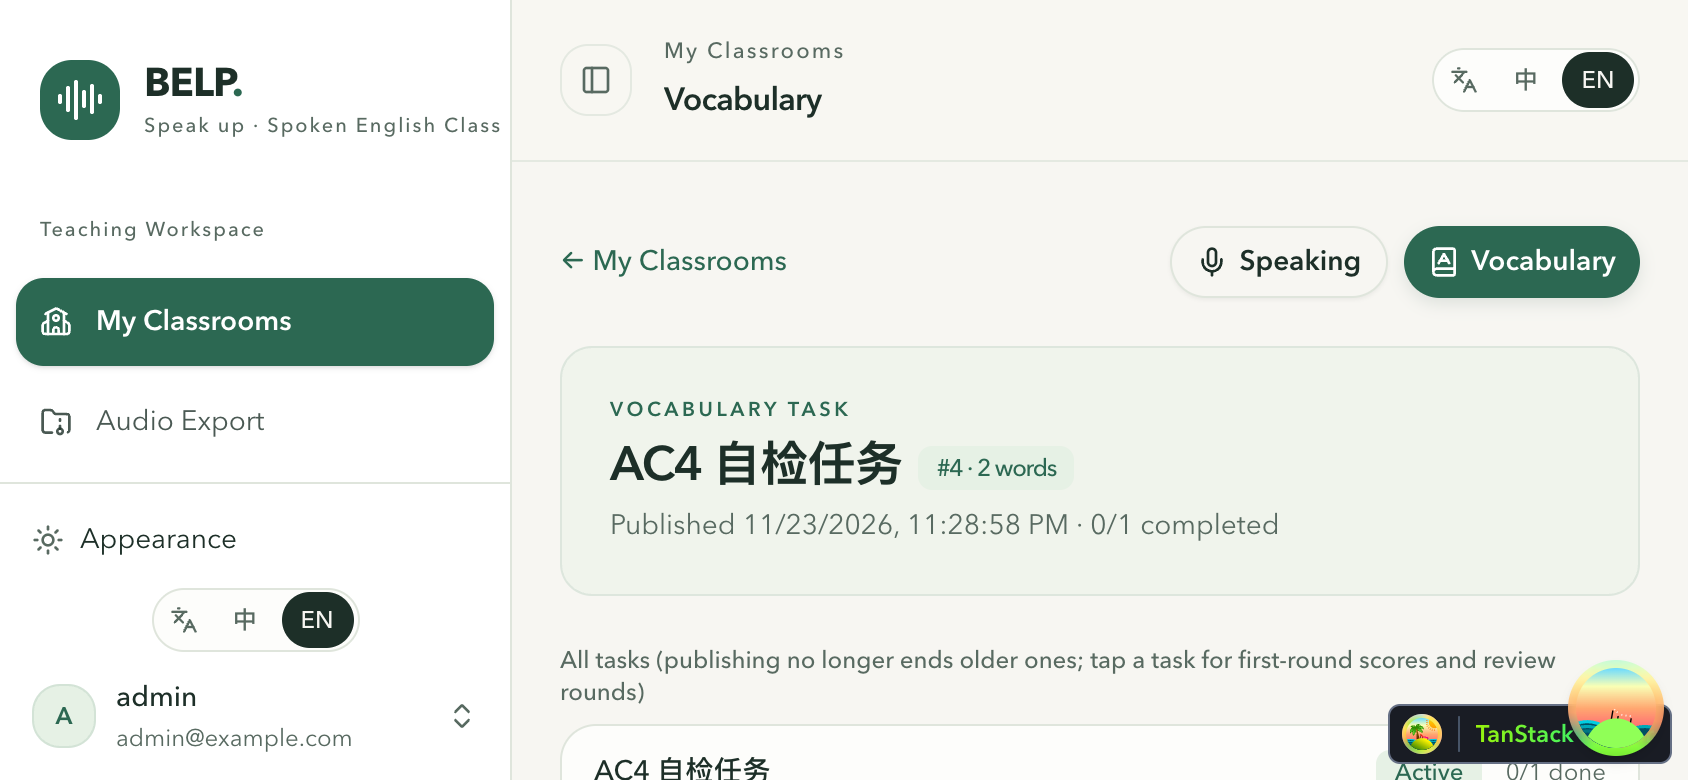 BELP.
Speak up · Spoken English Class
Teaching Workspace
My Classrooms
Audio Export
Appearance
中
EN
A
admin
admin@example.com
My Classrooms
Vocabulary
中
EN
← My Classrooms
Speaking
Vocabulary
VOCABULARY TASK
AC4 自检任务
#4 · 2 words
Published 11/23/2026, 11:28:58 PM · 0/1 completed
All tasks (publishing no longer ends older ones; tap a task for first-round scores and review
rounds)
AC4 自检任务
Active
0/1 done
TanStack